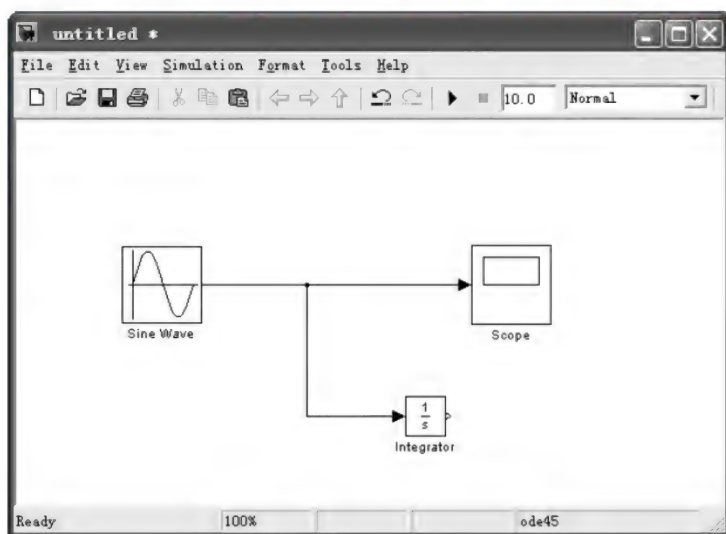 untitled *
File Edit View Simulation Format Tools Help
10.0 Normal
Sine Wave
Scope
1
s
Integrator
Ready 100% ode45